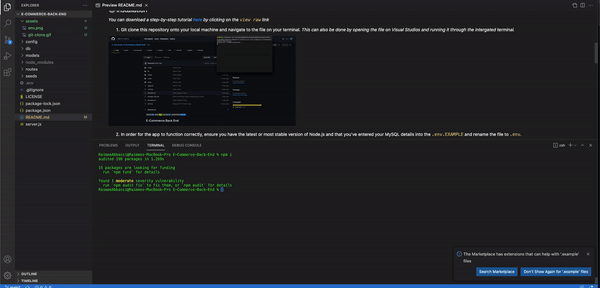 EXPLORER
Preview README.md
E-COMMERCE-BACK-END
assets
env.png
git-clone.gif
config
db
models
node_modules
routes
seeds
.env
.gitignore
LICENSE
package-lock.json
package.json
README.md M
server.js
OUTLINE
TIMELINE
Installation
You can download a step-by-step tutorial here by clicking on the view raw link
1. Git clone this repository onto your local machine and navigate to the file on your terminal. This can also be done by opening the file on Visual Studios and running it through the intergated terminal.
E-Commerce-Back-End
2. In order for the app to function correctly, ensure you have the latest or most stable version of Node.js and that you've entered your MySQL details into the .env.EXAMPLE and rename the file to .env.
PROBLEMS OUTPUT TERMINAL DEBUG CONSOLE
zsh
% npm i
audited 190 packages in 1.269s
15 packages are looking for funding
run `npm fund` for details
found 1 moderate severity vulnerability
run `npm audit fix` to fix them, or `npm audit` for details
%
The Marketplace has extensions that can help with '.example' files
Search Marketplace
Don't Show Again for '.example' files